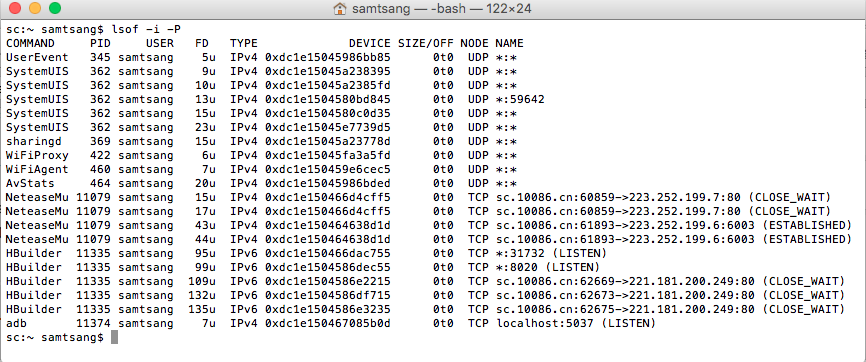 samtsang — -bash — 122×24
sc:~ samtsang$ lsof -i -P
COMMAND     PID     USER   FD   TYPE             DEVICE SIZE/OFF NODE NAME
UserEvent   345 samtsang    5u  IPv4 0xdc1e15045986bb85      0t0  UDP *:*
SystemUIS   362 samtsang    9u  IPv4 0xdc1e15045a238395      0t0  UDP *:*
SystemUIS   362 samtsang   10u  IPv4 0xdc1e15045a2385fd      0t0  UDP *:*
SystemUIS   362 samtsang   13u  IPv4 0xdc1e1504580bd845      0t0  UDP *:59642
SystemUIS   362 samtsang   15u  IPv4 0xdc1e1504580c0d35      0t0  UDP *:*
SystemUIS   362 samtsang   23u  IPv4 0xdc1e15045e7739d5      0t0  UDP *:*
sharingd    369 samtsang   15u  IPv4 0xdc1e15045a23778d      0t0  UDP *:*
WiFiProxy   422 samtsang    6u  IPv4 0xdc1e15045fa3a5fd      0t0  UDP *:*
WiFiAgent   460 samtsang    7u  IPv4 0xdc1e150459e6cec5      0t0  UDP *:*
AvStats     464 samtsang   20u  IPv4 0xdc1e15045986bded      0t0  UDP *:*
NeteaseMu 11079 samtsang   15u  IPv4 0xdc1e150466d4cff5      0t0  TCP sc.10086.cn:60859->223.252.199.7:80 (CLOSE_WAIT)
NeteaseMu 11079 samtsang   17u  IPv4 0xdc1e150466d4cff5      0t0  TCP sc.10086.cn:60859->223.252.199.7:80 (CLOSE_WAIT)
NeteaseMu 11079 samtsang   43u  IPv4 0xdc1e150464638d1d      0t0  TCP sc.10086.cn:61893->223.252.199.6:6003 (ESTABLISHED)
NeteaseMu 11079 samtsang   44u  IPv4 0xdc1e150464638d1d      0t0  TCP sc.10086.cn:61893->223.252.199.6:6003 (ESTABLISHED)
HBuilder  11335 samtsang   95u  IPv6 0xdc1e150466dac755      0t0  TCP *:31732 (LISTEN)
HBuilder  11335 samtsang   99u  IPv6 0xdc1e1504586dec55      0t0  TCP *:8020 (LISTEN)
HBuilder  11335 samtsang  109u  IPv6 0xdc1e1504586e2215      0t0  TCP sc.10086.cn:62669->221.181.200.249:80 (CLOSE_WAIT)
HBuilder  11335 samtsang  132u  IPv6 0xdc1e1504586df715      0t0  TCP sc.10086.cn:62673->221.181.200.249:80 (CLOSE_WAIT)
HBuilder  11335 samtsang  135u  IPv6 0xdc1e1504586e3235      0t0  TCP sc.10086.cn:62675->221.181.200.249:80 (CLOSE_WAIT)
adb       11374 samtsang    7u  IPv4 0xdc1e150467085b0d      0t0  TCP localhost:5037 (LISTEN)
sc:~ samtsang$